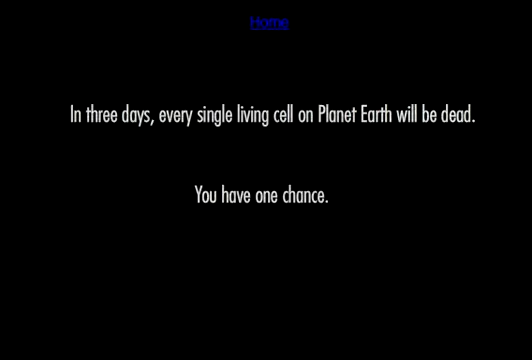 Home
In three days, every single living cell on Planet Earth will be dead.
You have one chance.